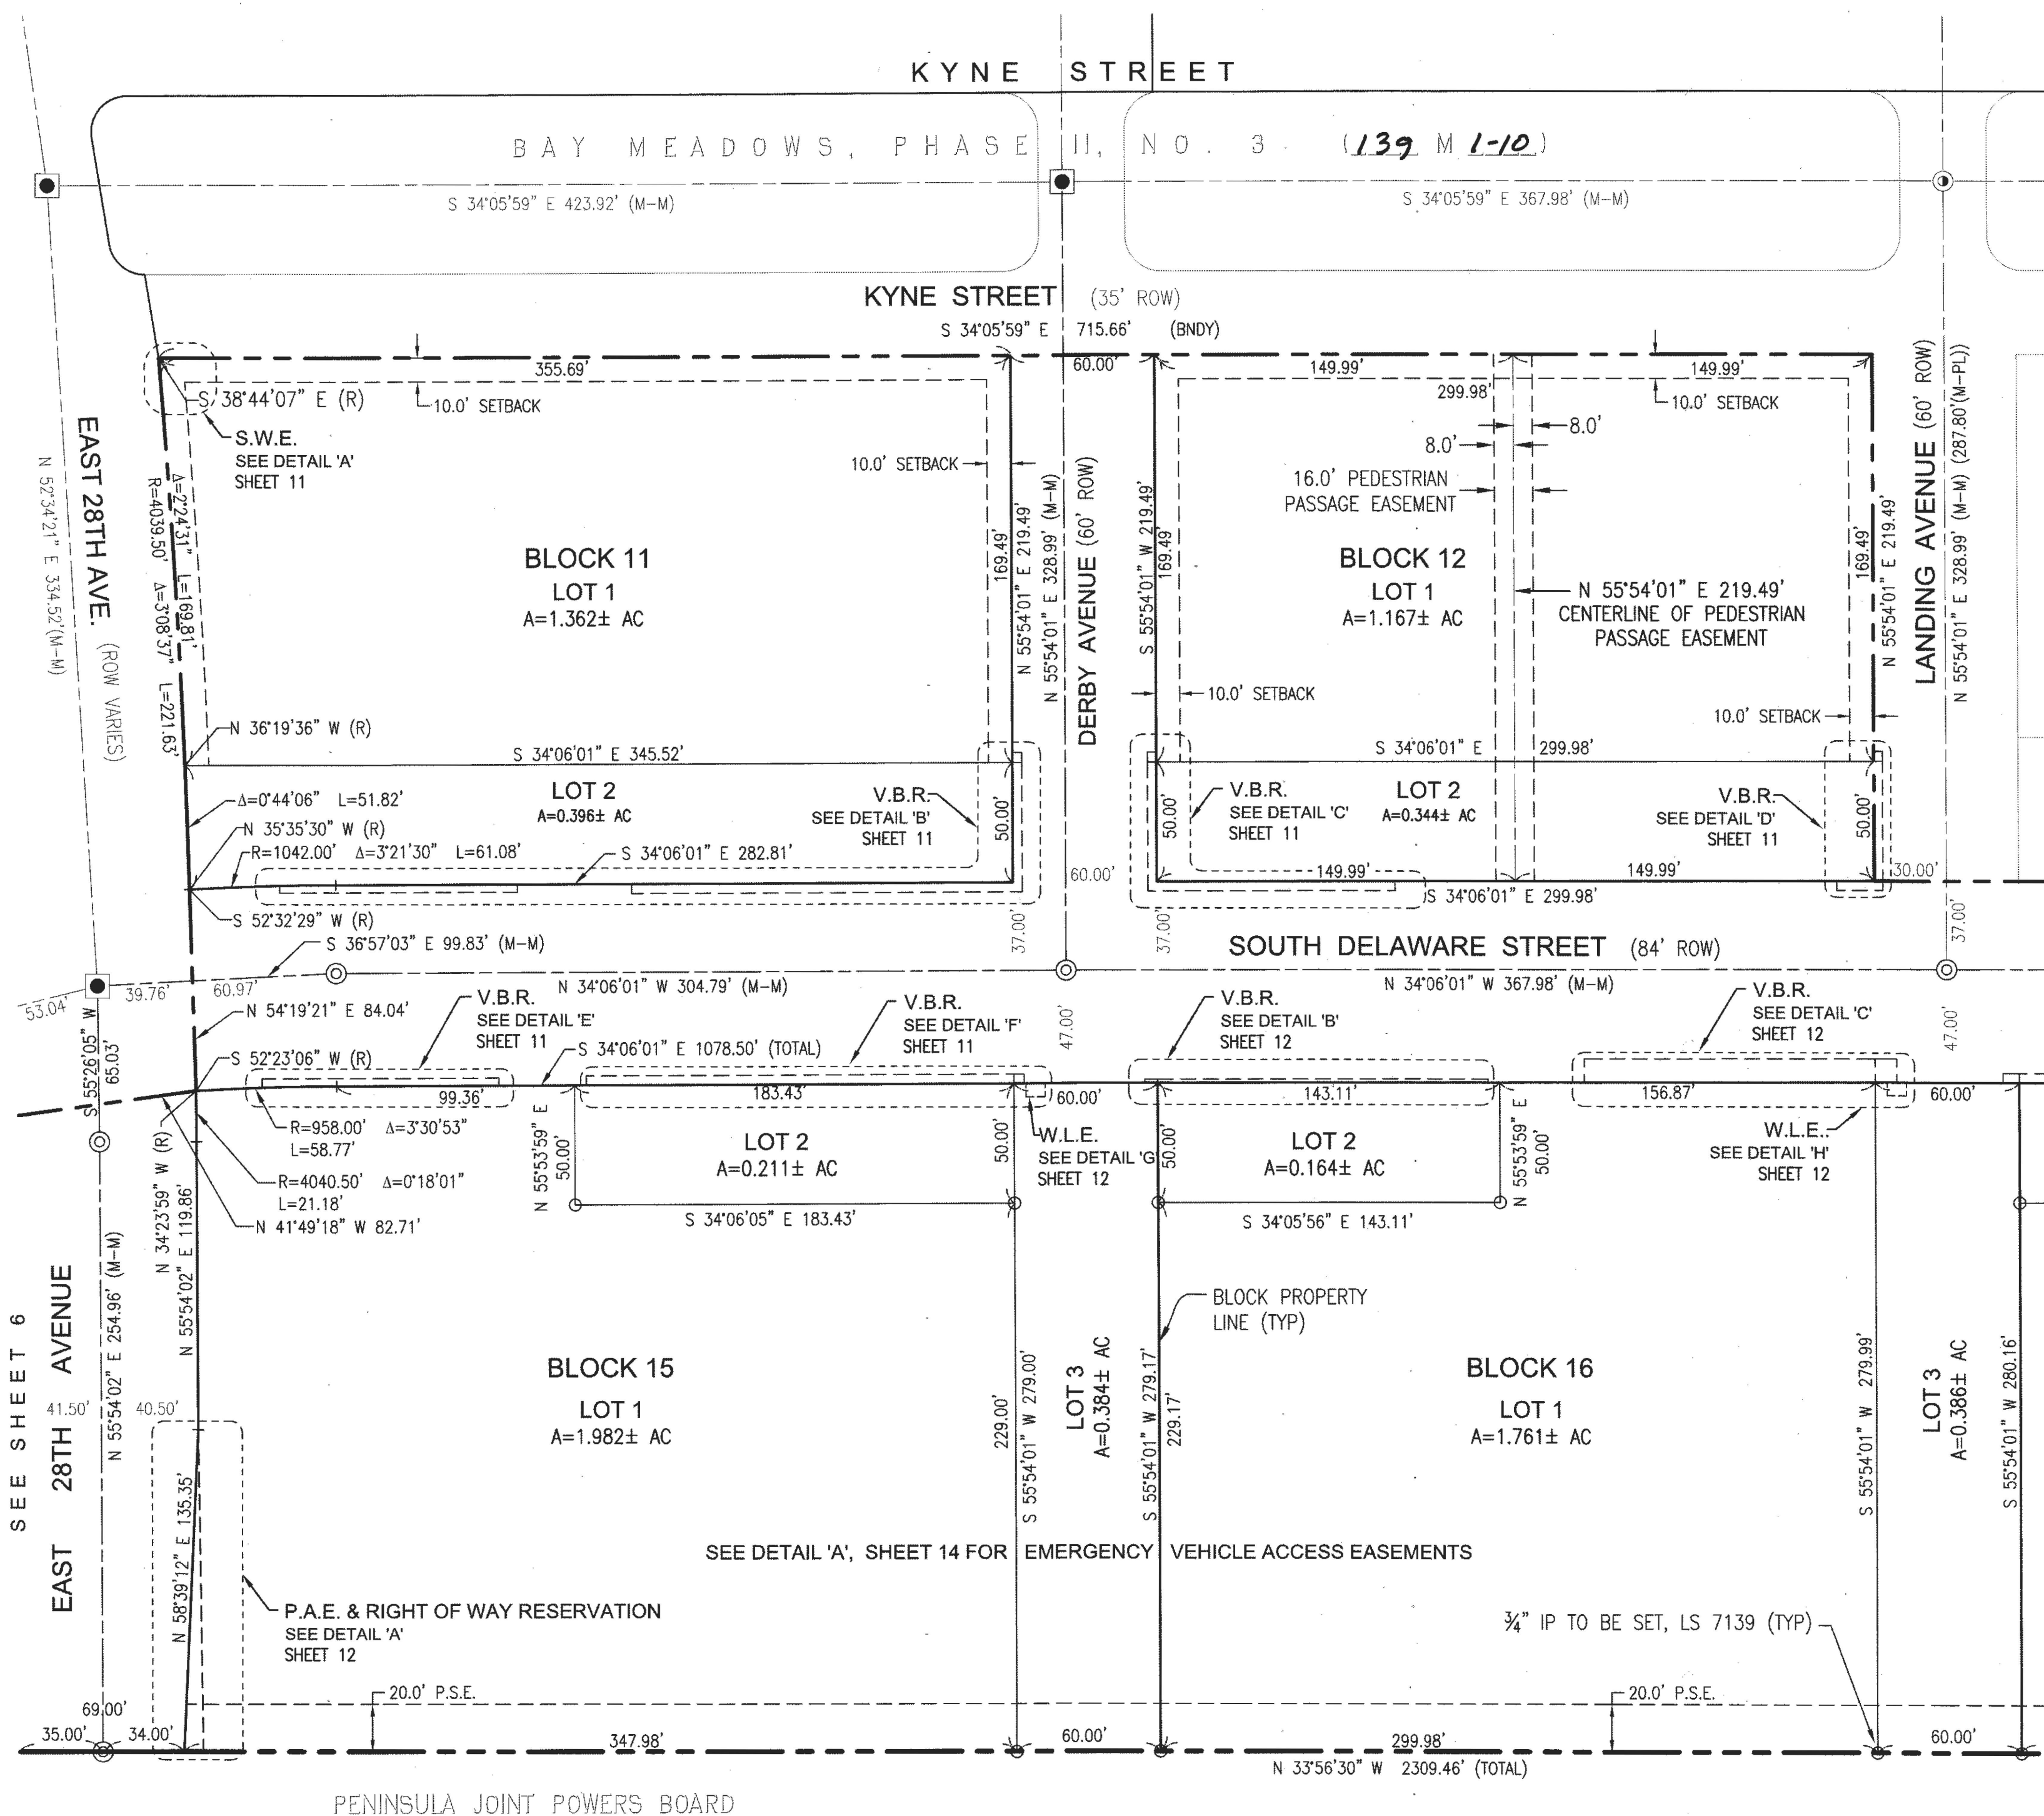 KYNE STREET
BAY MEADOWS, PHASE II, NO. 3 (139 M 1-10)
S 34°05'59" E 423.92' (M-M)
S 34°05'59" E 367.98' (M-M)
KYNE STREET (35' ROW)
S 34°05'59" E 715.66' (BNDY)
355.69'
60.00'
149.99'
149.99'
299.98'
S 38°44'07" E (R)
10.0' SETBACK
10.0' SETBACK
S.W.E.
SEE DETAIL 'A'
SHEET 11
8.0'
8.0'
10.0' SETBACK
16.0' PEDESTRIAN
PASSAGE EASEMENT
EAST 28TH AVE. (ROW VARIES)
N 52°34'21" E 334.52'(M-M)
Δ=2°24'31" L=169.81'
R=4039.50' Δ=3°08'37" L=221.63'
BLOCK 11
LOT 1
A=1.362± AC
169.49'
N 55°54'01" E 219.49'
N 55°54'01" E 328.99' (M-M)
DERBY AVENUE (60' ROW)
S 55°54'01" W 219.49'
169.49'
BLOCK 12
LOT 1
A=1.167± AC
N 55°54'01" E 219.49'
CENTERLINE OF PEDESTRIAN
PASSAGE EASEMENT
169.49'
N 55°54'01" E 219.49'
LANDING AVENUE (60' ROW)
N 55°54'01" E 328.99' (M-M) (287.80'(M-PL))
10.0' SETBACK
10.0' SETBACK
N 36°19'36" W (R)
S 34°06'01" E 345.52'
S 34°06'01" E 299.98'
Δ=0°44'06" L=51.82'
LOT 2
A=0.396± AC
V.B.R.
SEE DETAIL 'B'
SHEET 11
50.00'
50.00'
V.B.R.
SEE DETAIL 'C'
SHEET 11
LOT 2
A=0.344± AC
V.B.R.
SEE DETAIL 'D'
SHEET 11
50.00'
N 35°35'30" W (R)
R=1042.00' Δ=3°21'30" L=61.08'
S 34°06'01" E 282.81'
60.00'
149.99'
149.99'
30.00'
S 34°06'01" E 299.98'
S 52°32'29" W (R)
S 36°57'03" E 99.83' (M-M)
37.00'
37.00'
37.00'
SOUTH DELAWARE STREET (84' ROW)
53.04'
39.76'
60.97'
N 34°06'01" W 304.79' (M-M)
N 34°06'01" W 367.98' (M-M)
N 54°19'21" E 84.04'
S 55°26'05" W
65.03'
V.B.R.
SEE DETAIL 'E'
SHEET 11
V.B.R.
SEE DETAIL 'F'
SHEET 11
V.B.R.
SEE DETAIL 'B'
SHEET 12
V.B.R.
SEE DETAIL 'C'
SHEET 12
47.00'
47.00'
S 52°23'06" W (R)
S 34°06'01" E 1078.50' (TOTAL)
99.36'
183.43'
60.00'
143.11'
156.87'
60.00'
R=958.00' Δ=3°30'53"
L=58.77'
R=4040.50' Δ=0°18'01"
L=21.18'
N 41°49'18" W 82.71'
N 34°23'59" W (R)
N 55°54'02" E 119.86'
N 55°53'59" E
50.00'
LOT 2
A=0.211± AC
50.00'
W.L.E.
SEE DETAIL 'G'
SHEET 12
50.00'
LOT 2
A=0.164± AC
N 55°53'59" E
50.00'
W.L.E..
SEE DETAIL 'H'
SHEET 12
S 34°06'05" E 183.43'
S 34°05'56" E 143.11'
SEE SHEET 6
EAST 28TH AVENUE
N 55°54'02" E 254.96' (M-M)
41.50'
40.50'
BLOCK PROPERTY
LINE (TYP)
BLOCK 15
LOT 1
A=1.982± AC
229.00'
S 55°54'01" W 279.00'
LOT 3
A=0.384± AC
S 55°54'01" W 279.17'
229.17'
BLOCK 16
LOT 1
A=1.761± AC
S 55°54'01" W 279.99'
LOT 3
A=0.386± AC
S 55°54'01" W 280.16'
N 58°39'12" E 135.35'
SEE DETAIL 'A', SHEET 14 FOR EMERGENCY VEHICLE ACCESS EASEMENTS
P.A.E. & RIGHT OF WAY RESERVATION
SEE DETAIL 'A'
SHEET 12
¾" IP TO BE SET, LS 7139 (TYP)
20.0' P.S.E.
20.0' P.S.E.
69.00'
35.00'
34.00'
347.98'
60.00'
299.98'
60.00'
N 33°56'30" W 2309.46' (TOTAL)
PENINSULA JOINT POWERS BOARD